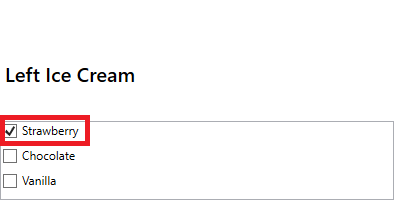 Left Ice Cream
Strawberry
Chocolate
Vanilla